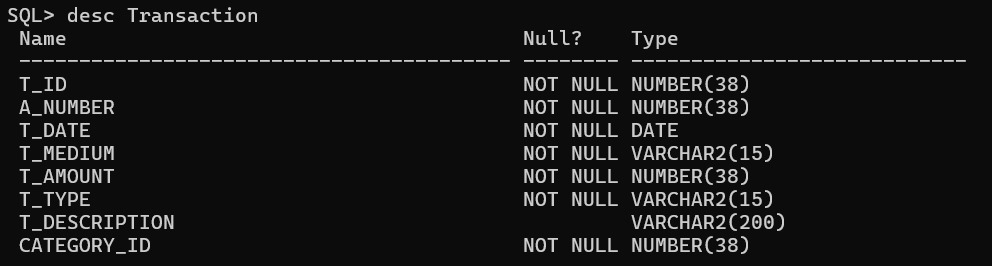 SQL> desc Transaction
 Name                                      Null?    Type
 ----------------------------------------- -------- ----------------------------
 T_ID                                      NOT NULL NUMBER(38)
 A_NUMBER                                  NOT NULL NUMBER(38)
 T_DATE                                    NOT NULL DATE
 T_MEDIUM                                  NOT NULL VARCHAR2(15)
 T_AMOUNT                                  NOT NULL NUMBER(38)
 T_TYPE                                    NOT NULL VARCHAR2(15)
 T_DESCRIPTION                                      VARCHAR2(200)
 CATEGORY_ID                               NOT NULL NUMBER(38)